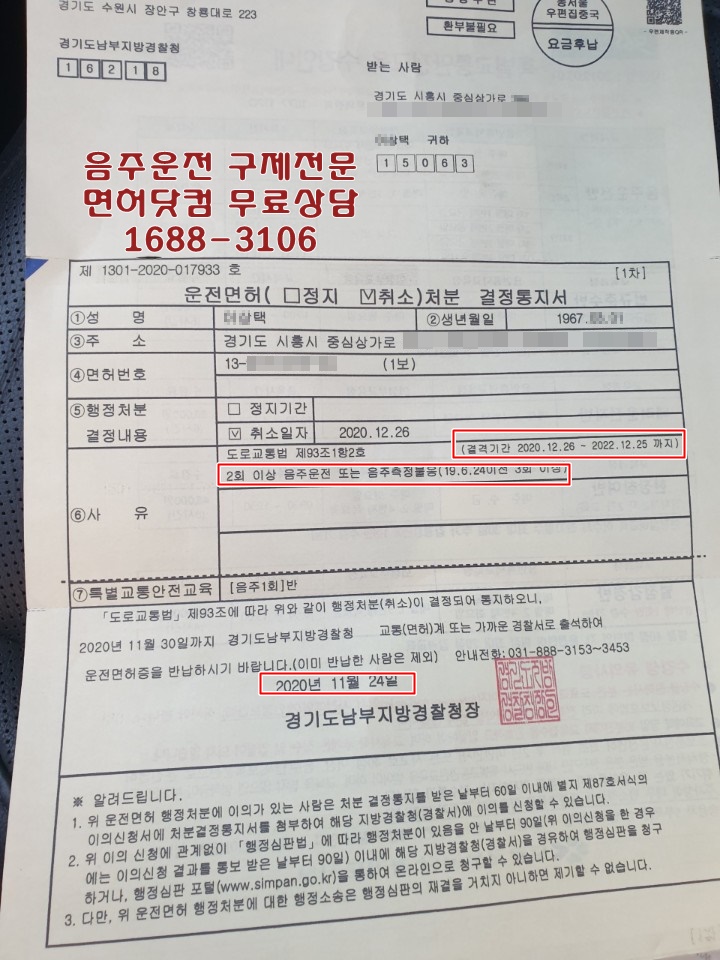 경기도 수원시 장안구 창룡대로 223
경기도남부지방경찰청
16218
환부불필요
우편집중국
요금후납
받는 사람
경기도 시흥시 중심상가로
택 귀하
15063
음주운전 구제전문
면허닷컴 무료상담
1688-3106
제 1301-2020-017933 호 [1차]
운전면허( □정지 ☑취소)처분 결정통지서
①성 명 택 ②생년월일 1967.
③주 소 경기도 시흥시 중심상가로
④면허번호 13- (1보)
⑤행정처분 □ 정지기간
결정내용 ☑ 취소일자 2020.12.26
(결격기간 2020.12.26 ~ 2022.12.25 까지)
도로교통법 제93조1항2호
2회 이상 음주운전 또는 음주측정불응(19.6.24이전 3회 이상)
⑥사 유
⑦특별교통안전교육 [음주1회]반
「도로교통법」제93조에 따라 위와 같이 행정처분(취소)이 결정되어 통지하오니,
2020년 11월 30일까지 경기도남부지방경찰청 교통(면허)계 또는 가까운 경찰서로 출석하여
운전면허증을 반납하시기 바랍니다.(이미 반납한 사람은 제외) 안내전화:031-888-3153~3453
2020년 11월 24일
경기도남부지방경찰청장
※ 알려드립니다.
1. 위 운전면허 행정처분에 이의가 있는 사람은 처분 결정통지를 받은 날부터 60일 이내에 별지 제87호서식의
이의신청서에 처분결정통지서를 첨부하여 해당 지방경찰청(경찰서)에 이의를 신청할 수 있습니다.
2. 위 이의 신청에 관계없이 「행정심판법」에 따라 행정처분이 있음을 안 날부터 90일(위 이의신청을 한 경우
에는 이의신청 결과를 통보 받은 날부터 90일) 이내에 해당 지방경찰청(경찰서)을 경유하여 행정심판을 청구
하거나, 행정심판 포털(www.simpan.go.kr)을 통하여 온라인으로 청구할 수 있습니다.
3. 다만, 위 운전면허 행정처분에 대한 행정소송은 행정심판의 재결을 거치지 아니하면 제기할 수 없습니다.